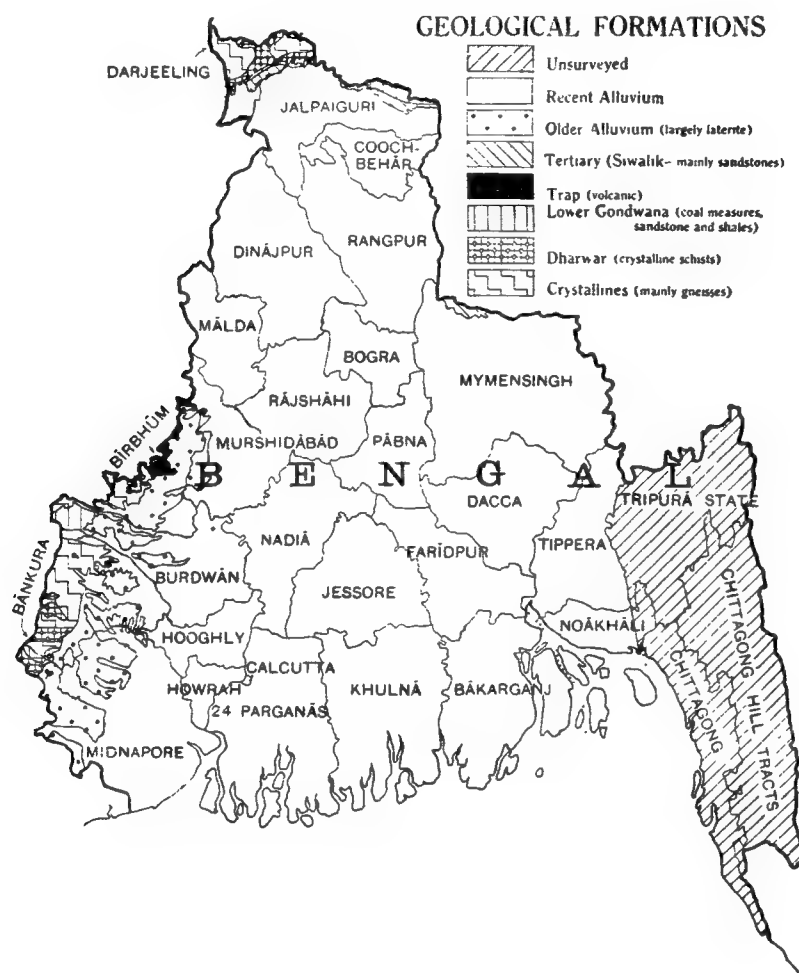 GEOLOGICAL FORMATIONS
Unsurveyed
Recent Alluvium
Older Alluvium (largely laterite)
Tertiary (Siwalik- mainly sandstones)
Trap (volcanic)
Lower Gondwana (coal measures,
sandstone and shales)
Dharwar (crystalline schists)
Crystallines (mainly gneisses)
DARJEELING
JALPAIGURI
COOCH-
BEHĀR
DINĀJPUR
RANGPUR
MĀLDA
BOGRA
MYMENSINGH
RĀJSHĀHI
BĪRBHŪM
MURSHIDĀBĀD
PĀBNA
BENGAL
DACCA
TRIPURĀ STATE
NADIĀ
FARĪDPUR
TIPPERA
BĀNKURA
BURDWĀN
JESSORE
CHITTAGONG HILL TRACTS
NOĀKHĀLI
HOOGHLY
CALCUTTA
CHITTAGONG
HOWRAH
KHULNĀ
BĀKARGANJ
24 PARGANĀS
MIDNAPORE